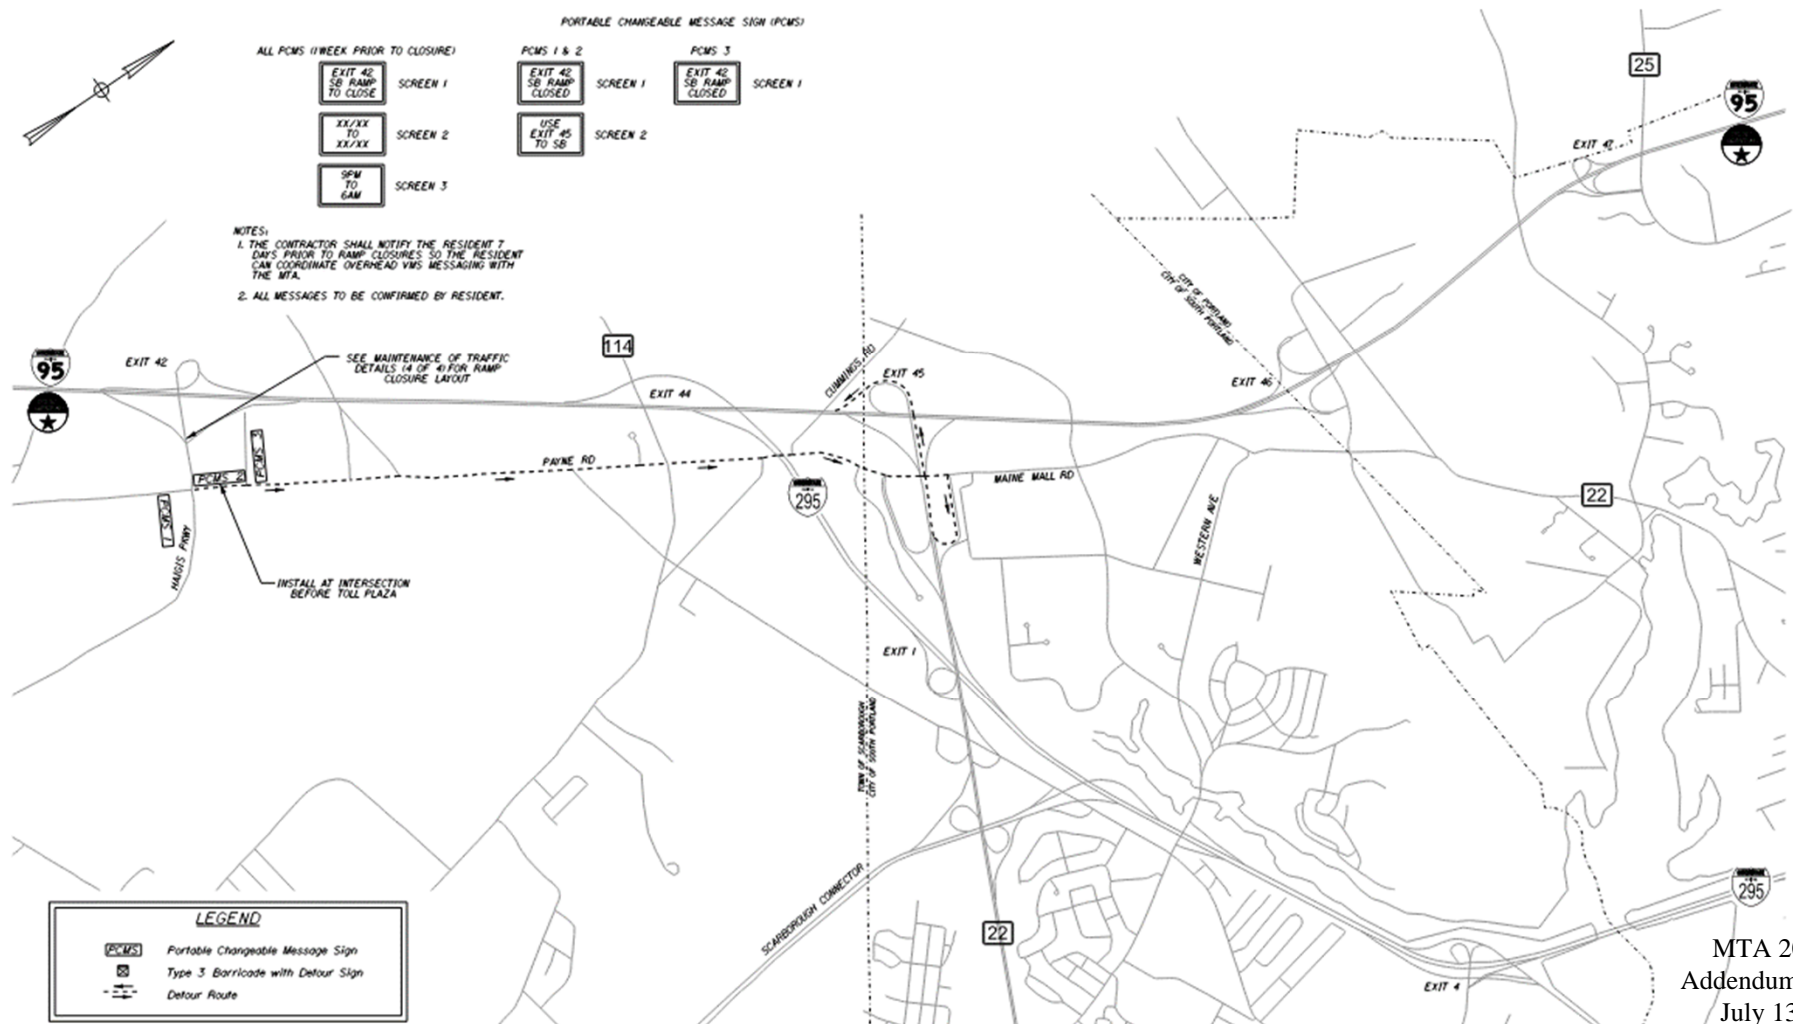 PORTABLE CHANGEABLE MESSAGE SIGN (PCMS)
ALL PCMS (1 WEEK PRIOR TO CLOSURE)
EXIT 42
SB RAMP
TO CLOSE
SCREEN 1
XX/XX
TO
XX/XX
SCREEN 2
9PM
TO
6AM
SCREEN 3
PCMS 1 & 2
EXIT 42
SB RAMP
CLOSED
SCREEN 1
USE
EXIT 45
TO SB
SCREEN 2
PCMS 3
EXIT 42
SB RAMP
CLOSED
SCREEN 1
NOTES:
1. THE CONTRACTOR SHALL NOTIFY THE RESIDENT 7
DAYS PRIOR TO RAMP CLOSURES SO THE RESIDENT
CAN COORDINATE OVERHEAD VMS MESSAGING WITH
THE MTA.
2. ALL MESSAGES TO BE CONFIRMED BY RESIDENT.
25
95
EXIT 47
CITY OF PORTLAND
CITY OF SOUTH PORTLAND
95
EXIT 42
SEE MAINTENANCE OF TRAFFIC
DETAILS (4 OF 4) FOR RAMP
CLOSURE LAYOUT
114
EXIT 44
CUMMINGS RD
EXIT 45
EXIT 46
PCMS 3
PCMS 2
PCMS 1
PAYNE RD
295
MAINE MALL RD
WESTERN AVE
22
HAIGIS PKWY
INSTALL AT INTERSECTION
BEFORE TOLL PLAZA
EXIT 1
TOWN OF SCARBOROUGH
CITY OF SOUTH PORTLAND
SCARBOROUGH CONNECTOR
22
295
EXIT 4
LEGEND
PCMS Portable Changeable Message Sign
Type 3 Barricade with Detour Sign
Detour Route
MTA 20
Addendum
July 13